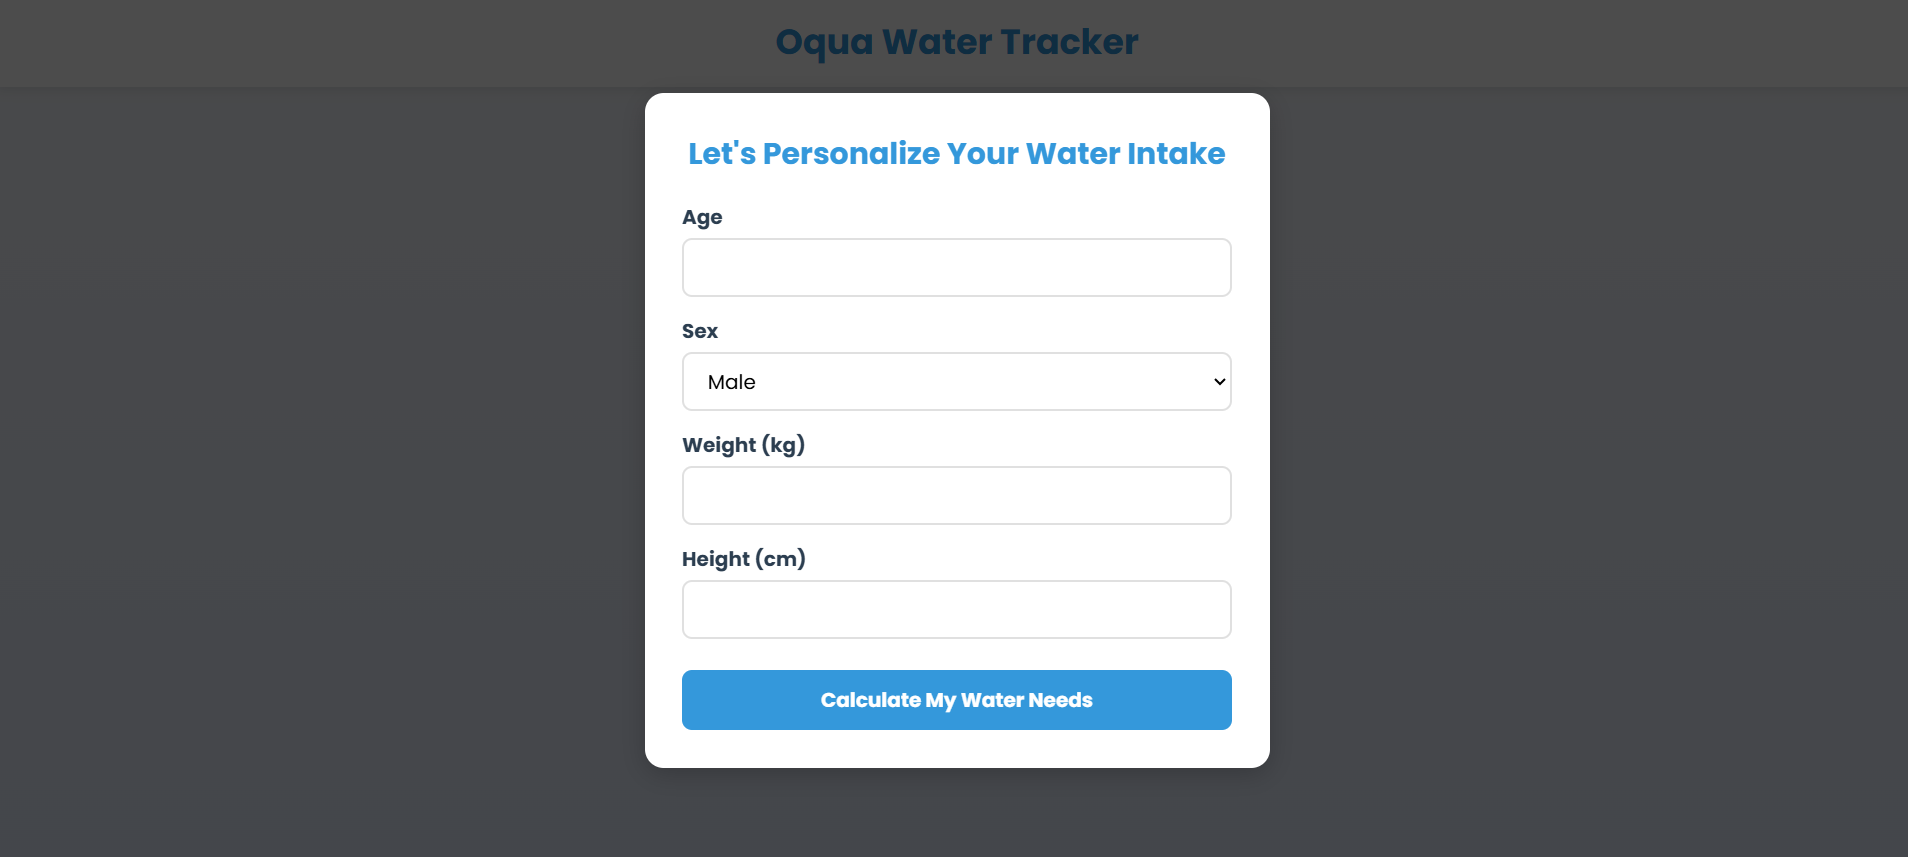 Oqua Water Tracker
Let's Personalize Your Water Intake
Age
Sex
Male
Weight (kg)
Height (cm)
Calculate My Water Needs